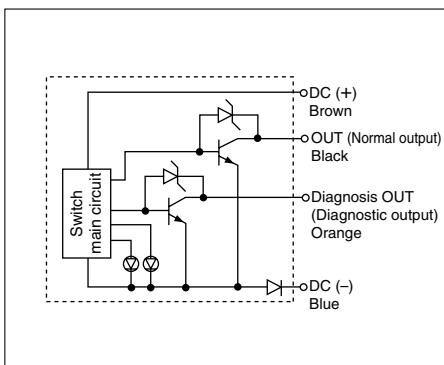 DC (+)
Brown
OUT (Normal output)
Black
Switch
main circuit
Diagnosis OUT
(Diagnostic output)
Orange
DC (–)
Blue